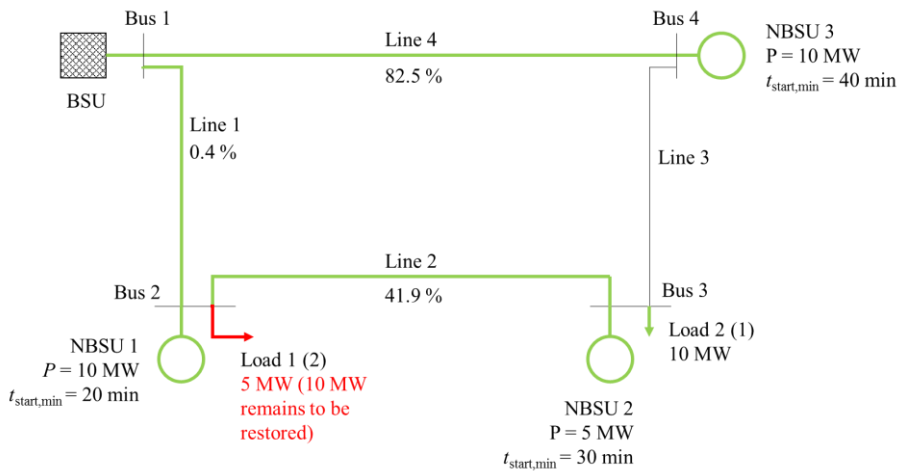 Bus 1
Bus 4
Line 4
82.5 %
NBSU 3
P = 10 MW
t_start,min = 40 min
BSU
Line 1
0.4 %
Line 3
Line 2
41.9 %
Bus 2
Bus 3
NBSU 1
P = 10 MW
t_start,min = 20 min
Load 1 (2)
5 MW (10 MW
remains to be
restored)
Load 2 (1)
10 MW
NBSU 2
P = 5 MW
t_start,min = 30 min